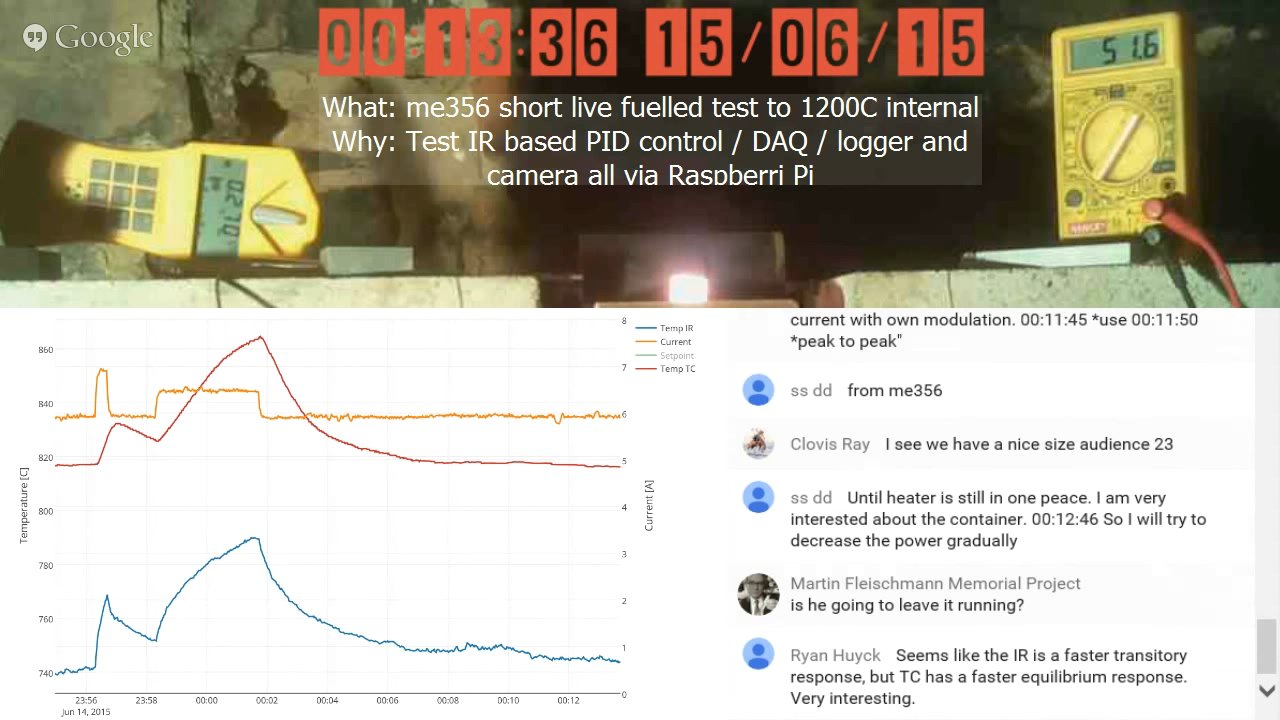 Google
00:13:36 15/06/15
What: me356 short live fuelled test to 1200C internal
Why: Test IR based PID control / DAQ / logger and
camera all via Raspberri Pi
51.6
Temp IR
Current
Setpoint
Temp TC
860
840
820
800
780
760
740
Temperature [C]
8
7
6
5
4
3
2
1
0
Current [A]
23:56
23:58
00:00
00:02
00:04
00:06
00:08
00:10
00:12
Jun 14, 2015
current with own modulation. 00:11:45 *use 00:11:50
*peak to peak"
ss dd from me356
Clovis Ray I see we have a nice size audience 23
ss dd Until heater is still in one peace. I am very
interested about the container. 00:12:46 So I will try to
decrease the power gradually
Martin Fleischmann Memorial Project
is he going to leave it running?
Ryan Huyck Seems like the IR is a faster transitory
response, but TC has a faster equilibrium response.
Very interesting.